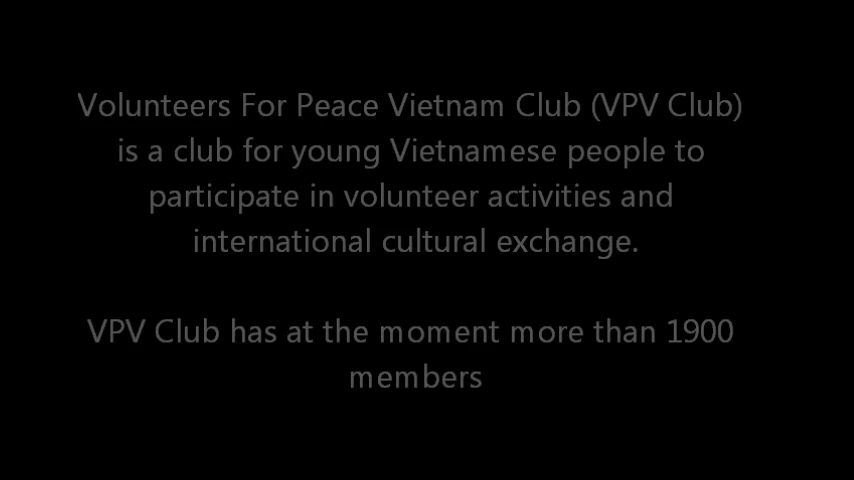 Volunteers For Peace Vietnam Club (VPV Club)
is a club for young Vietnamese people to
participate in volunteer activities and
international cultural exchange.
VPV Club has at the moment more than 1900
members